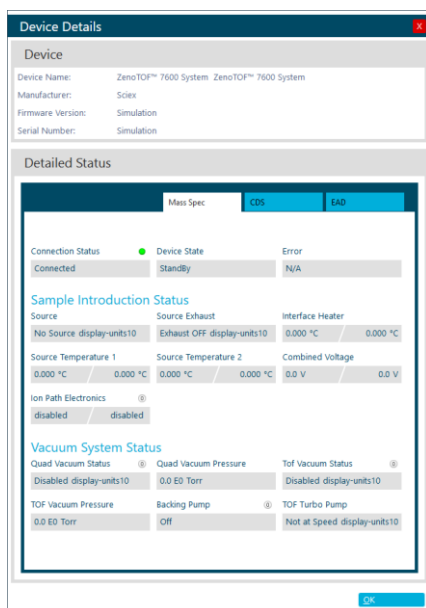 Device Details X
Device
Device Name: ZenoTOF™ 7600 System ZenoTOF™ 7600 System
Manufacturer: Sciex
Firmware Version: Simulation
Serial Number: Simulation
Detailed Status
Mass Spec CDS EAD
Connection Status Device State Error
Connected StandBy N/A
Sample Introduction Status
Source Source Exhaust Interface Heater
No Source display-units10 Exhaust OFF display-units10 0.000 °C 0.000 °C
Source Temperature 1 Source Temperature 2 Combined Voltage
0.000 °C 0.000 °C 0.000 °C 0.000 °C 0.0 V 0.0 V
Ion Path Electronics
disabled disabled
Vacuum System Status
Quad Vacuum Status Quad Vacuum Pressure Tof Vacuum Status
Disabled display-units10 0.0 E0 Torr Disabled display-units10
TOF Vacuum Pressure Backing Pump TOF Turbo Pump
0.0 E0 Torr Off Not at Speed display-units10
OK